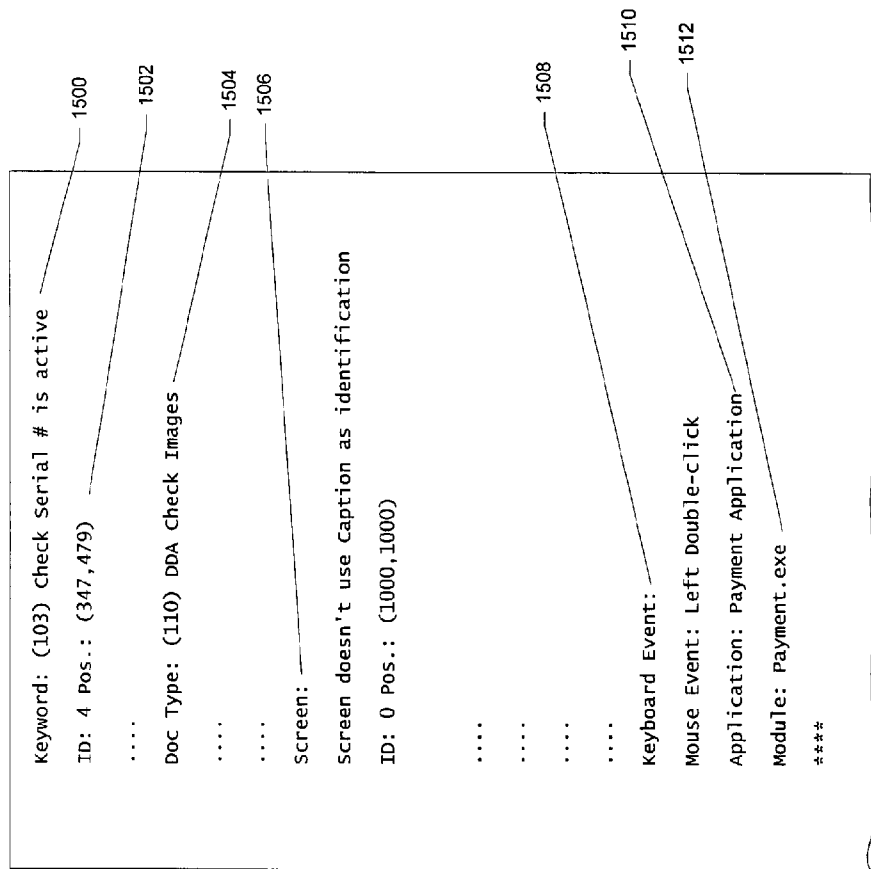 Keyword: (103) Check Serial # is active
ID: 4 Pos.: (347,479)
....
Doc Type: (110) DDA Check Images
....
....
Screen:
Screen doesn't use Caption as identification
ID: 0 Pos.: (1000,1000)
....
....
....
....
Keyboard Event:
Mouse Event: Left Double-click
Application: Payment Application
Module: Payment.exe
****
1500
1502
1504
1506
1508
1510
1512